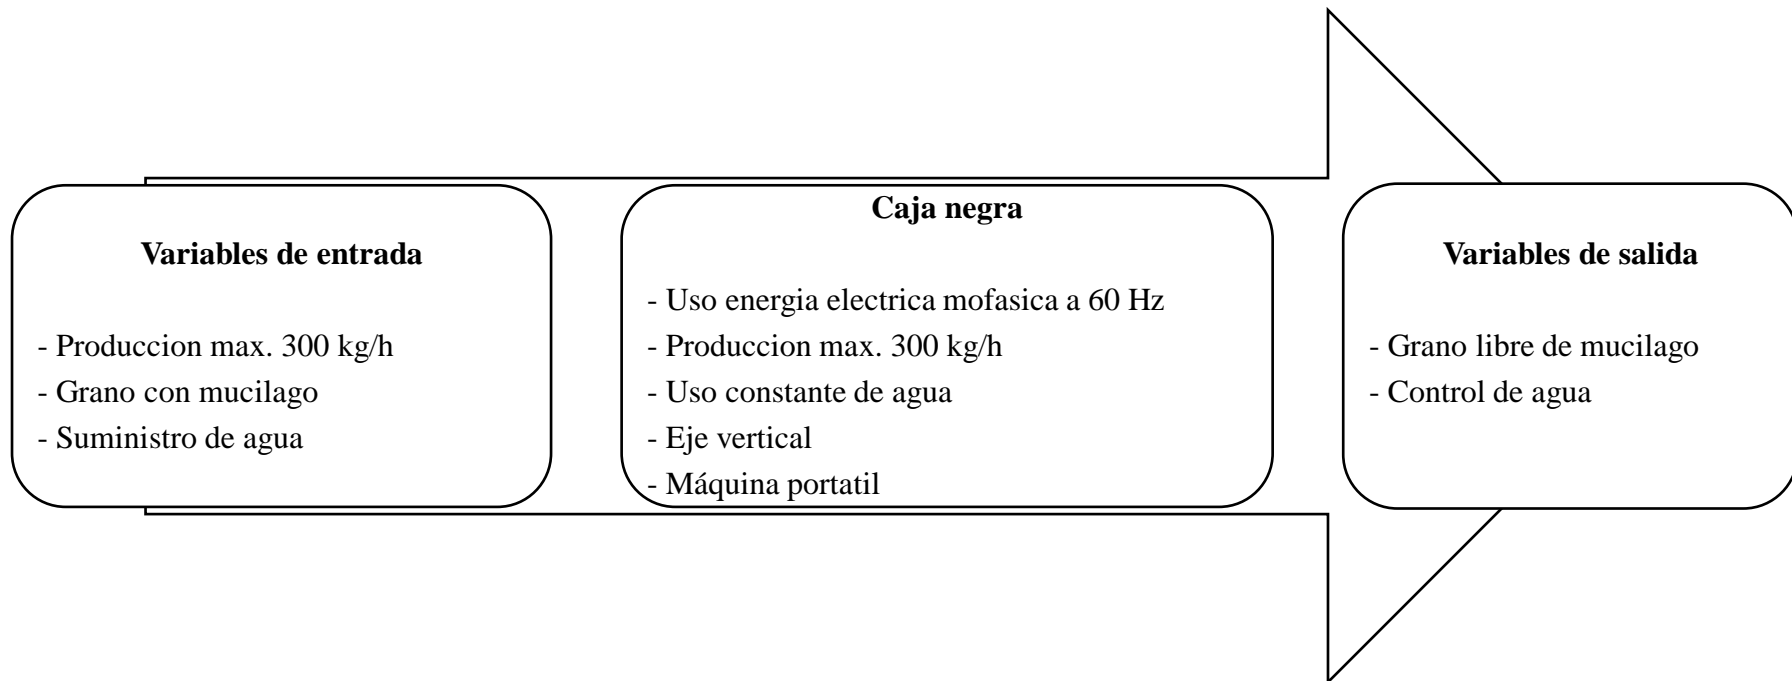 Variables de entrada
- Produccion max. 300 kg/h
- Grano con mucilago
- Suministro de agua
Caja negra
- Uso energia electrica mofasica a 60 Hz
- Produccion max. 300 kg/h
- Uso constante de agua
- Eje vertical
- Máquina portatil
Variables de salida
- Grano libre de mucilago
- Control de agua